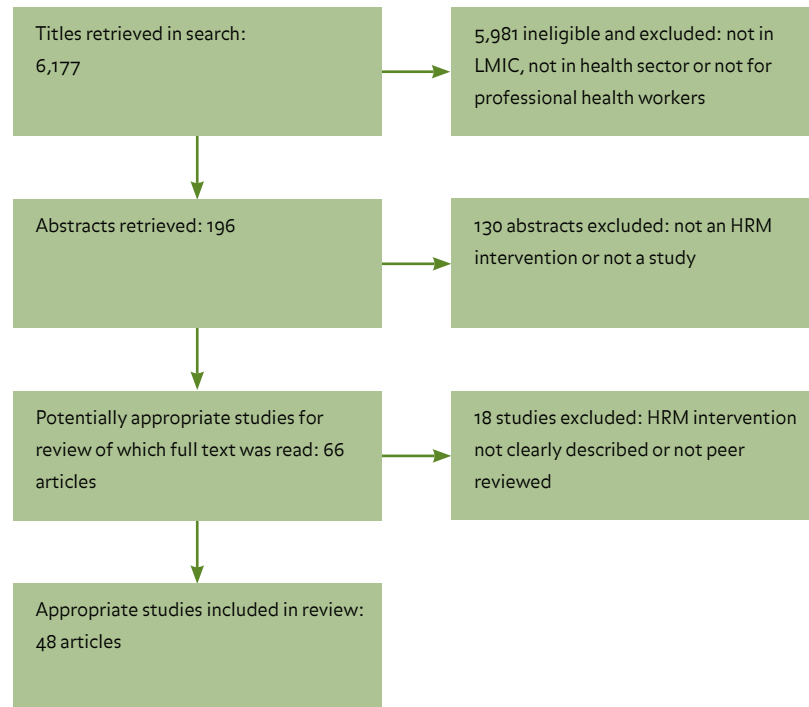 Titles retrieved in search:
6,177
5,981 ineligible and excluded: not in
LMIC, not in health sector or not for
professional health workers
Abstracts retrieved: 196
130 abstracts excluded: not an HRM
intervention or not a study
Potentially appropriate studies for
review of which full text was read: 66
articles
18 studies excluded: HRM intervention
not clearly described or not peer
reviewed
Appropriate studies included in review:
48 articles